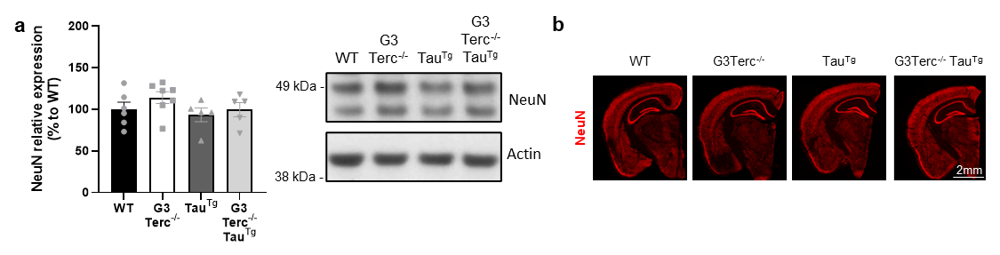 a
NeuN relative expression
(% to WT)
200
150
100
50
0
WT
G3
Terc-/-
TauTg
G3
Terc-/-
TauTg
WT
G3
Terc-/-
TauTg
G3
Terc-/-
TauTg
49 kDa -
NeuN
Actin
38 kDa -
b
WT
G3Terc-/-
TauTg
G3Terc-/- TauTg
NeuN
2mm